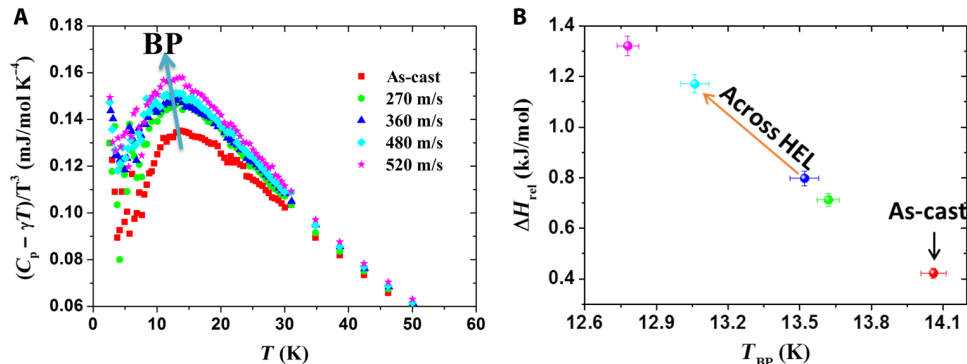 A
BP
As-cast
270 m/s
360 m/s
480 m/s
520 m/s
0.18
0.16
0.14
0.12
0.10
0.08
0.06
(Cp – γT)/T³ (mJ/mol K⁻⁴)
0 10 20 30 40 50 60
T (K)
B
1.4
1.2
1.0
0.8
0.6
0.4
ΔHrel (kJ/mol)
Across HEL
As-cast
12.6 12.9 13.2 13.5 13.8 14.1
TBP (K)